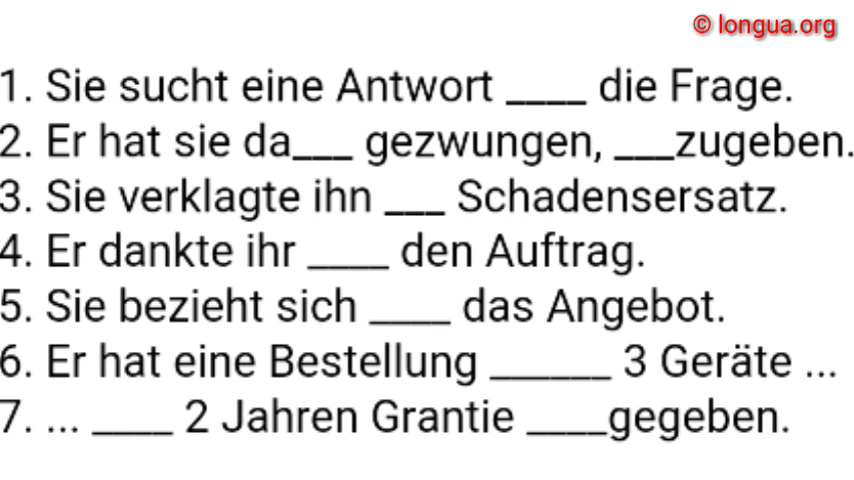 © longua.org
1. Sie sucht eine Antwort ____ die Frage.
2. Er hat sie da___ gezwungen, ___zugeben.
3. Sie verklagte ihn ___ Schadensersatz.
4. Er dankte ihr ____ den Auftrag.
5. Sie bezieht sich ____ das Angebot.
6. Er hat eine Bestellung ______ 3 Geräte ...
7. ... ____ 2 Jahren Grantie ____gegeben.